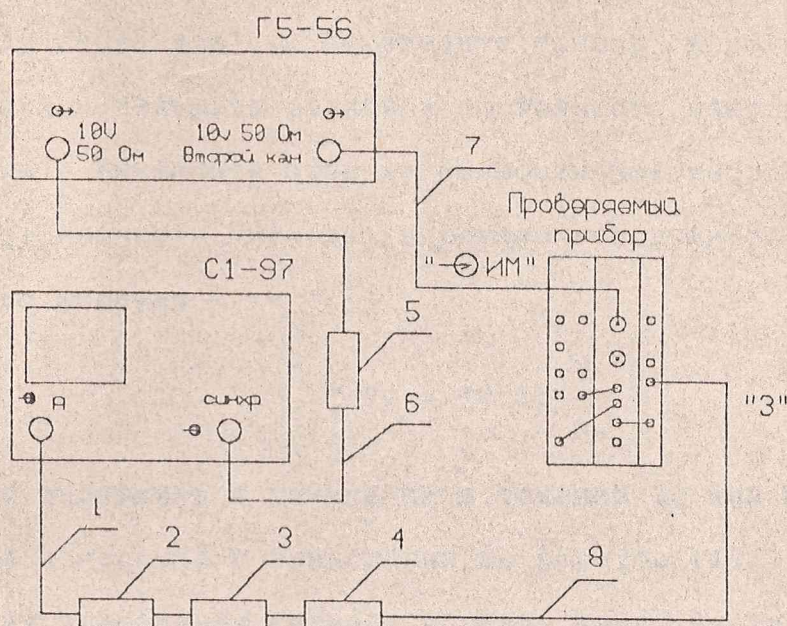 Г5-56
10V
50 Ом
10v 50 Ом
Второй кан
7
Проверяемый
прибор
"ИМ"
С1-97
5
А
синхр
6
"3"
1
2
3
4
8